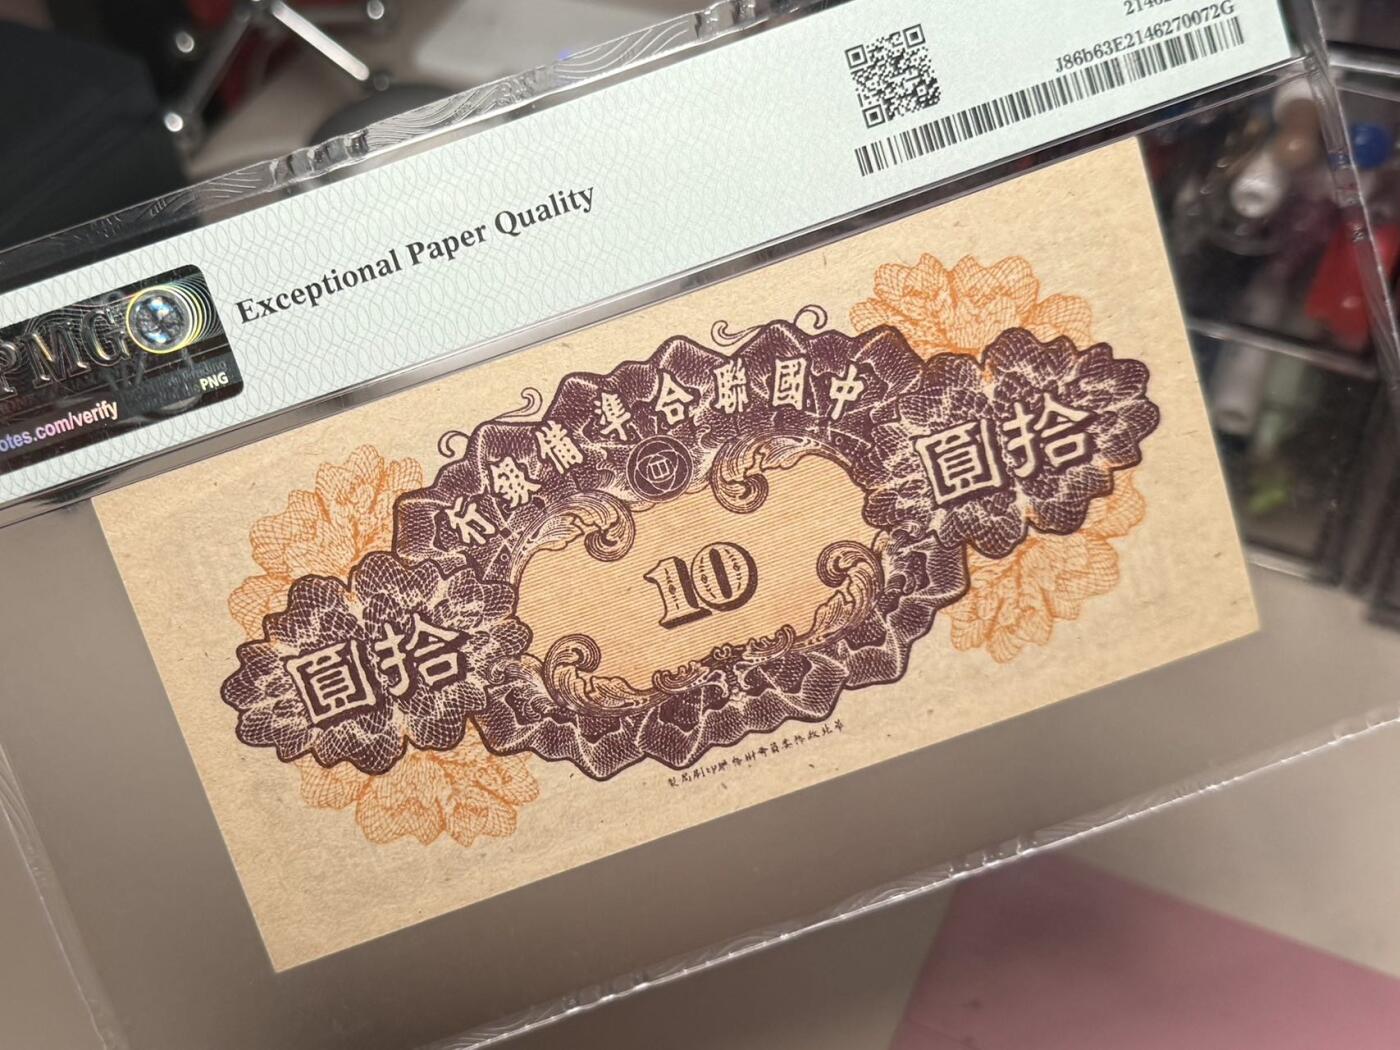 J86b63E2146270072G
Exceptional Paper Quality
PMG
PNG
otes.com/verify
中國聯合準備銀行
拾圓
拾圓
10